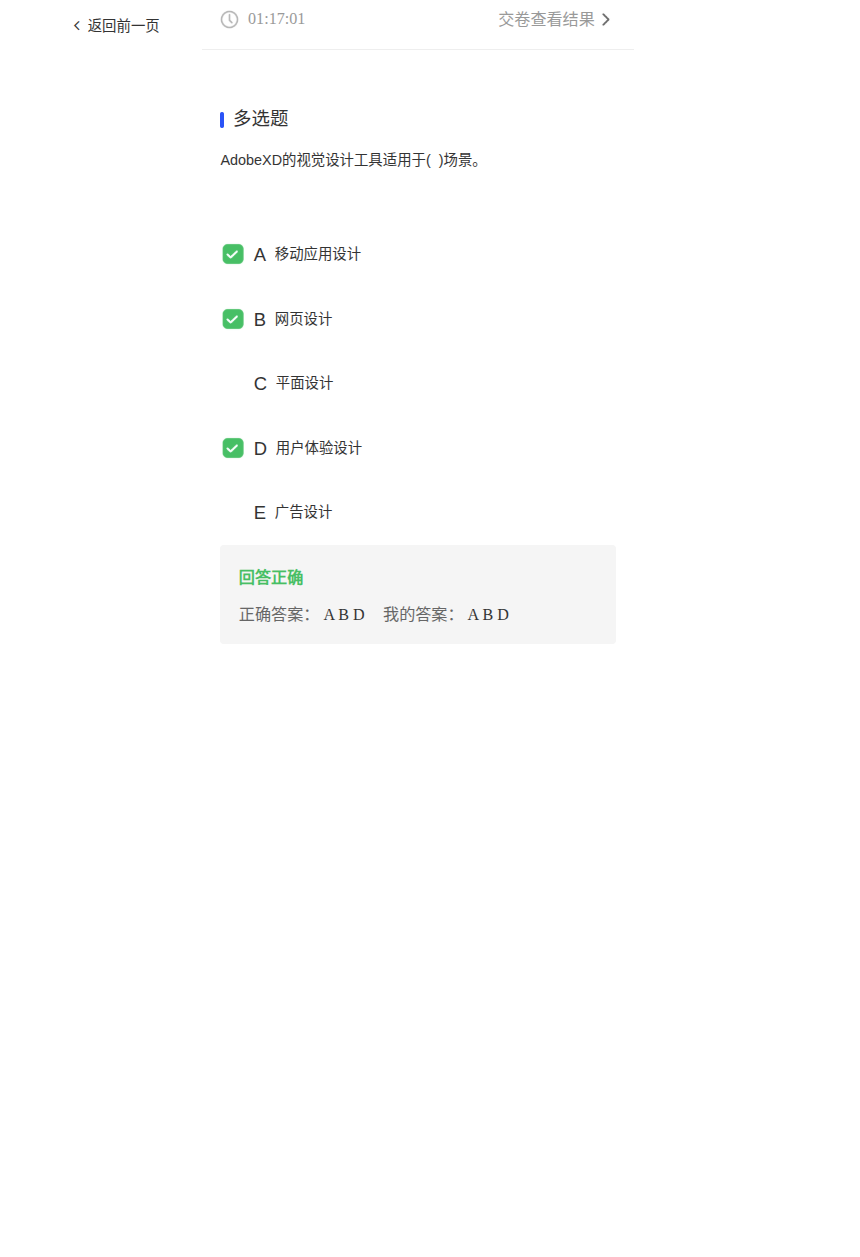 返回前一页
01:17:01 交卷查看结果
多选题
AdobeXD的视觉设计工具适用于(  )场景。
A 移动应用设计
B 网页设计
C 平面设计
D 用户体验设计
E 广告设计
回答正确
正确答案： A B D 我的答案： A B D